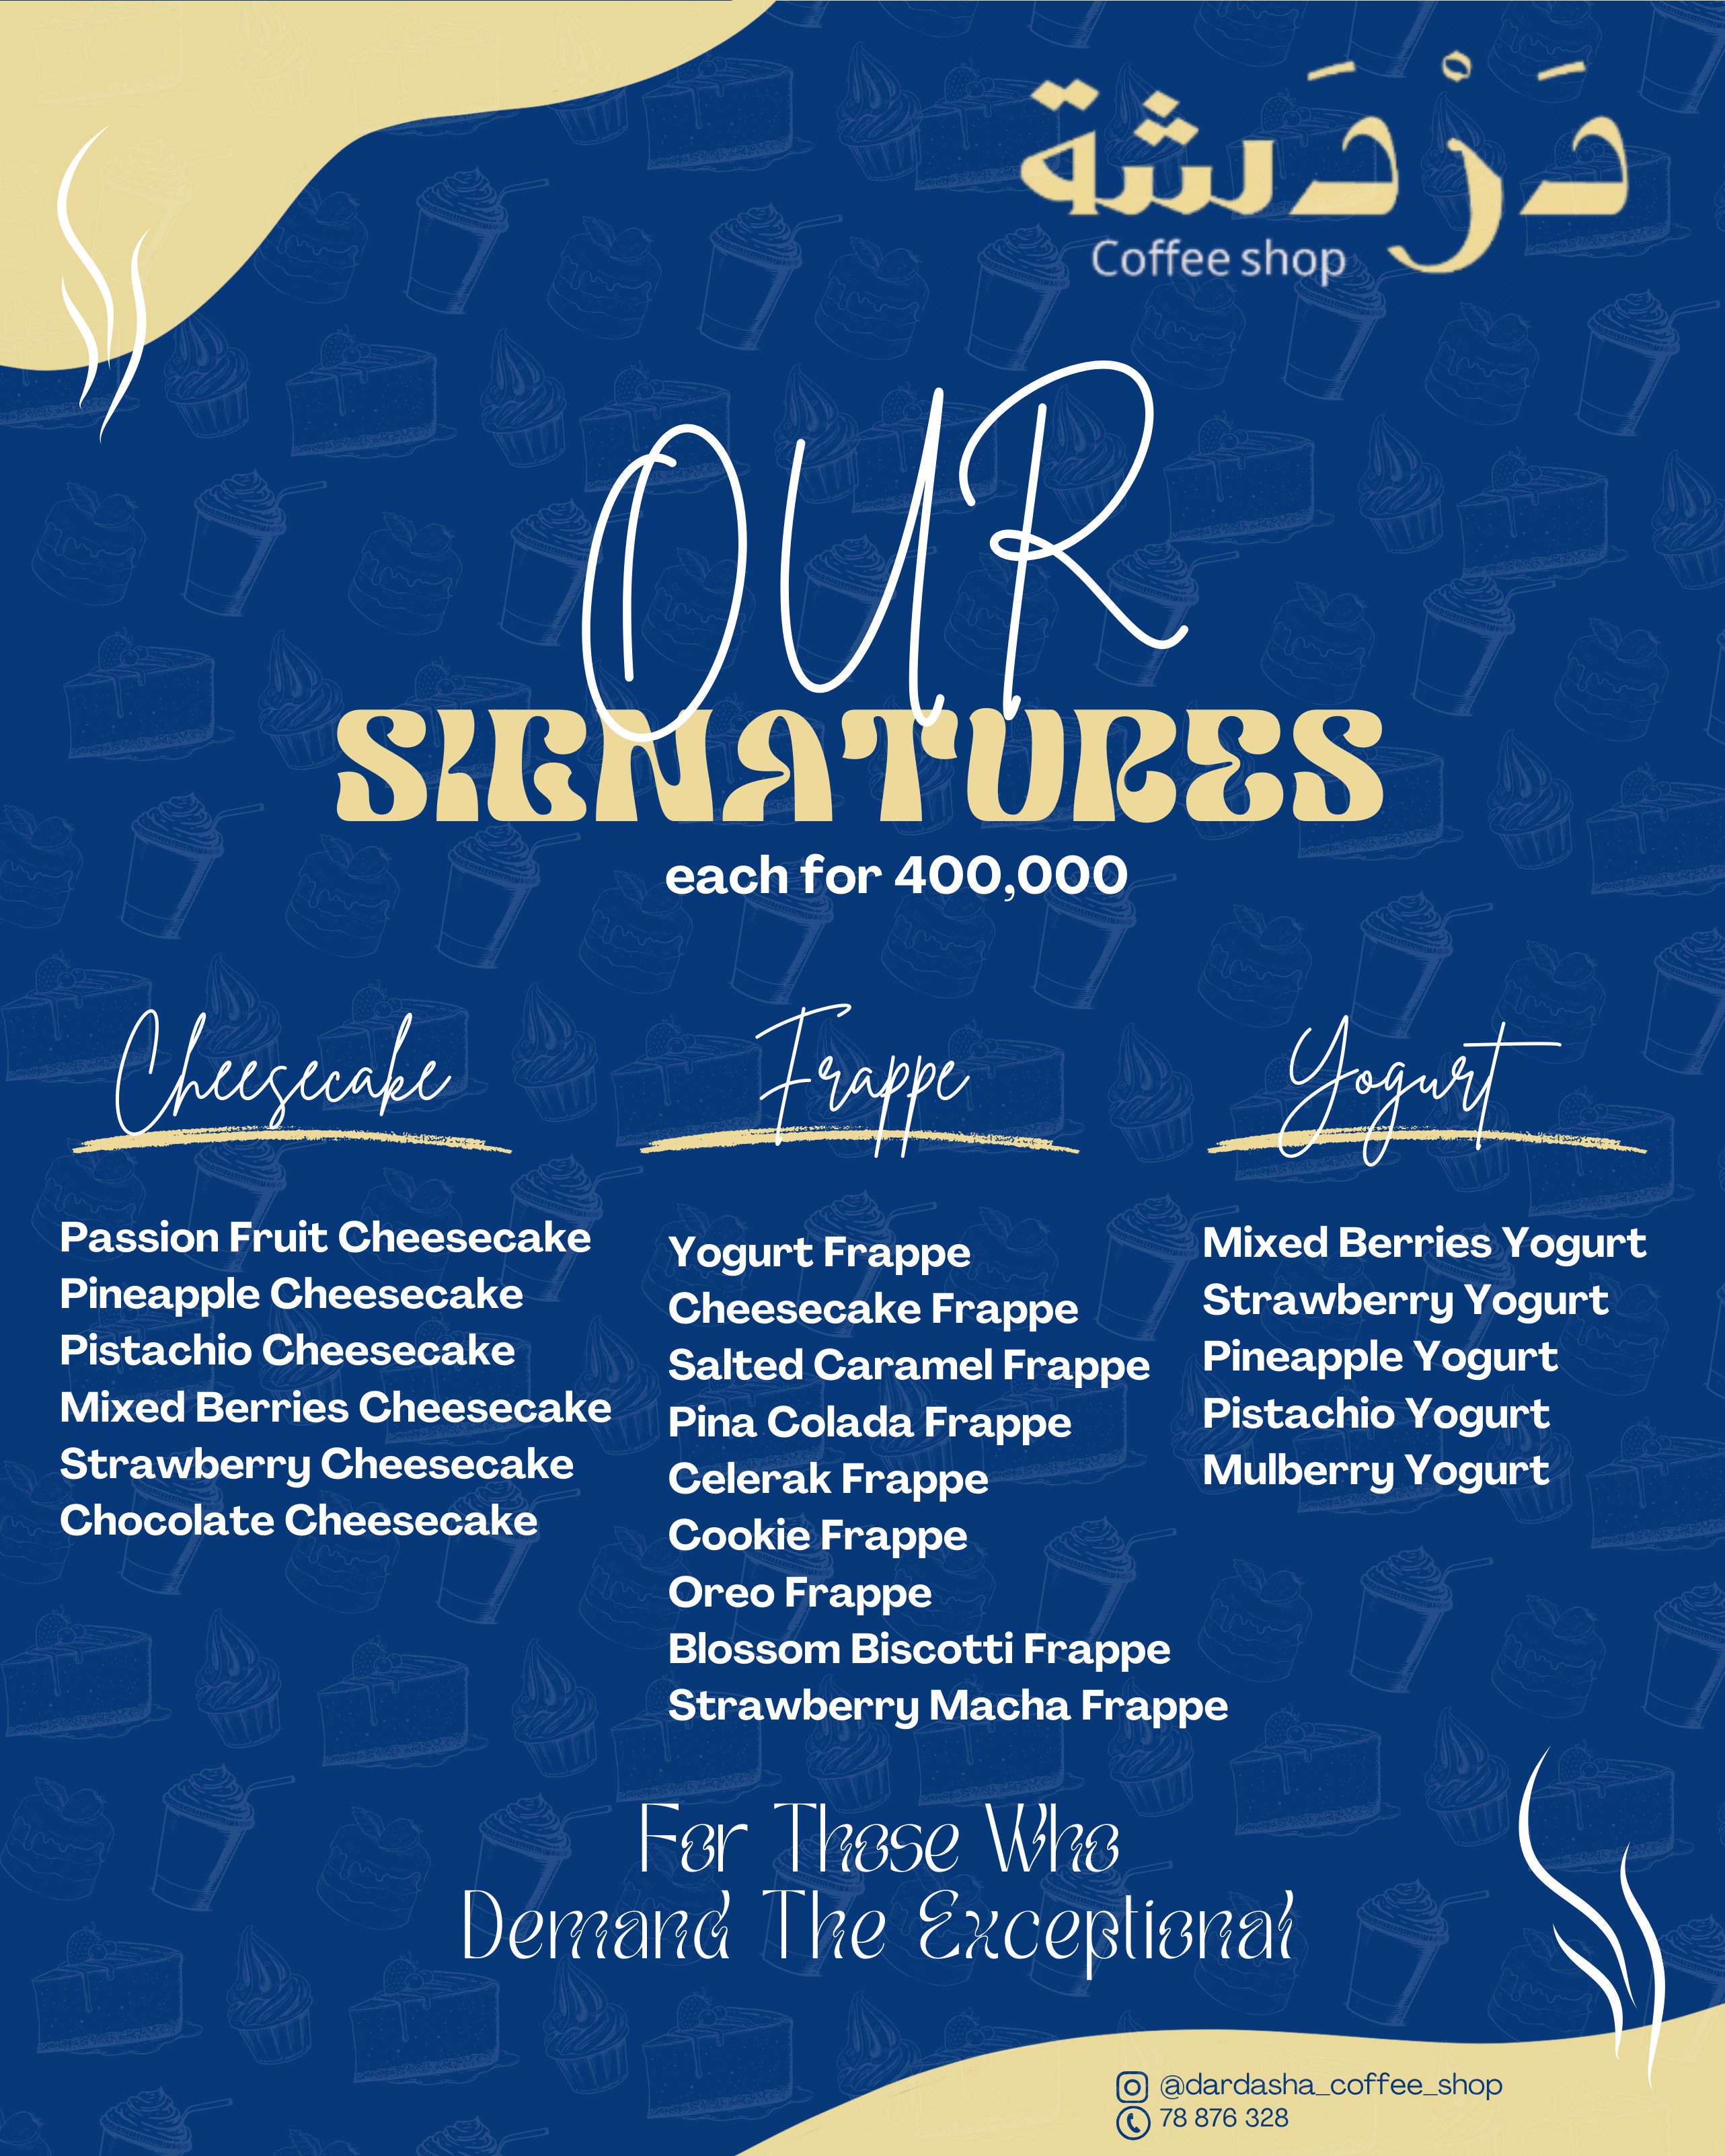 دَرْدَشة
Coffee shop
OUR
SIGNATURES
each for 400,000
Cheesecake
Passion Fruit Cheesecake
Pineapple Cheesecake
Pistachio Cheesecake
Mixed Berries Cheesecake
Strawberry Cheesecake
Chocolate Cheesecake
Frappe
Yogurt Frappe
Cheesecake Frappe
Salted Caramel Frappe
Pina Colada Frappe
Celerak Frappe
Cookie Frappe
Oreo Frappe
Blossom Biscotti Frappe
Strawberry Macha Frappe
Yogurt
Mixed Berries Yogurt
Strawberry Yogurt
Pineapple Yogurt
Pistachio Yogurt
Mulberry Yogurt
For Those Who
Demand The Exceptional
@dardasha_coffee_shop
78 876 328